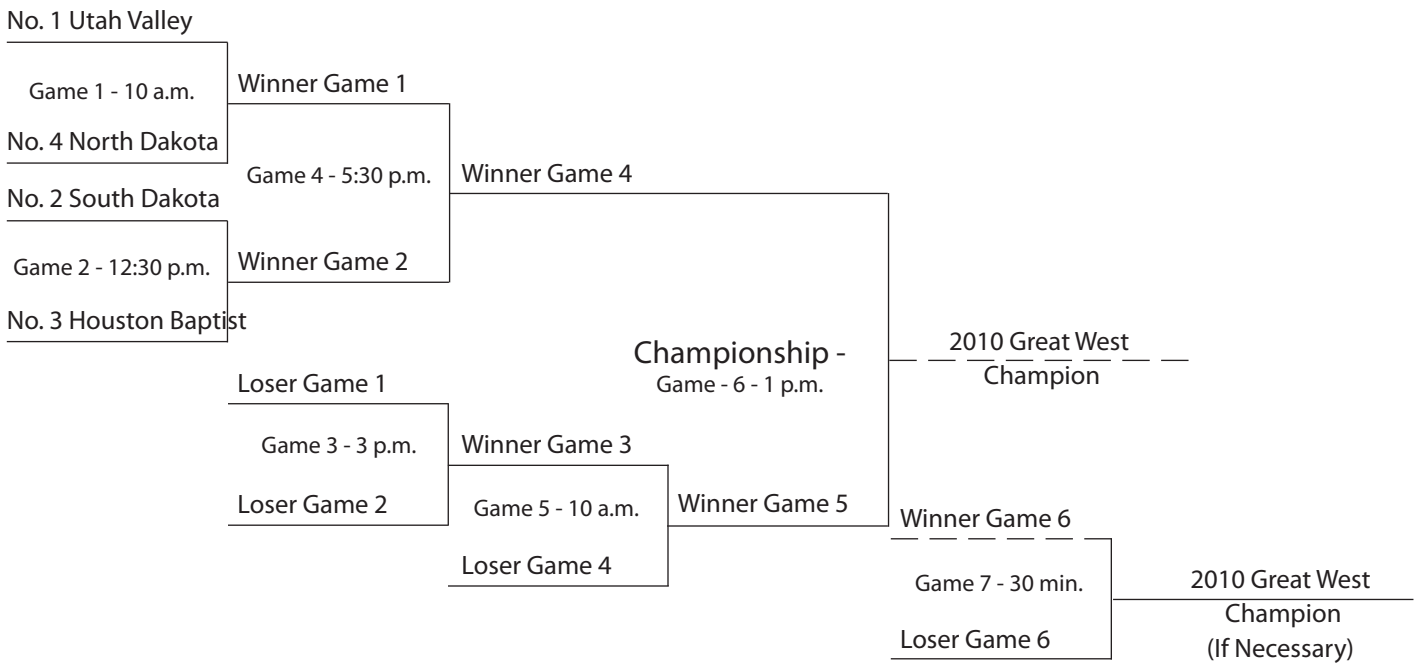 No. 1 Utah Valley
Game 1 - 10 a.m.
Winner Game 1
No. 4 North Dakota
Game 4 - 5:30 p.m.
Winner Game 4
No. 2 South Dakota
Game 2 - 12:30 p.m.
Winner Game 2
No. 3 Houston Baptist
Championship -
Game - 6 - 1 p.m.
2010 Great West
Champion
Loser Game 1
Game 3 - 3 p.m.
Winner Game 3
Loser Game 2
Game 5 - 10 a.m.
Winner Game 5
Loser Game 4
Winner Game 6
Game 7 - 30 min.
Loser Game 6
2010 Great West
Champion
(If Necessary)